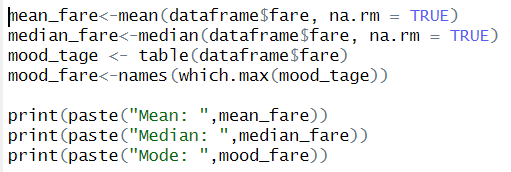 mean_fare<-mean(dataframe$fare, na.rm = TRUE)
median_fare<-median(dataframe$fare, na.rm = TRUE)
mood_tage <- table(dataframe$fare)
mood_fare<-names(which.max(mood_tage))
print(paste("Mean: ",mean_fare))
print(paste("Median: ",median_fare))
print(paste("Mode: ",mood_fare))